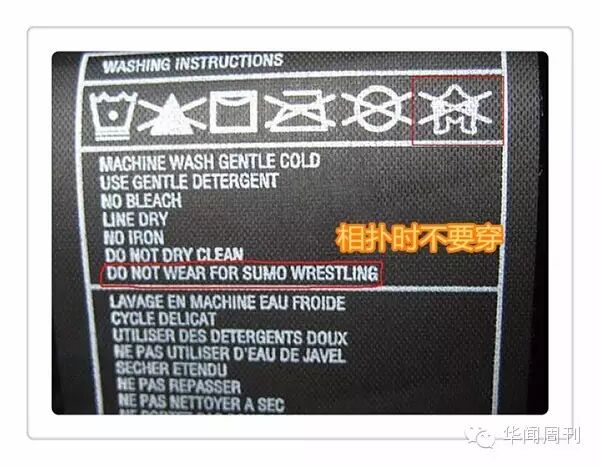 WASHING INSTRUCTIONS
MACHINE WASH GENTLE COLD
USE GENTLE DETERGENT
NO BLEACH
LINE DRY
NO IRON
DO NOT DRY CLEAN
DO NOT WEAR FOR SUMO WRESTLING
相扑时不要穿
LAVAGE EN MACHINE EAU FROIDE
CYCLE DELICAT
UTILISER DES DETERGENTS DOUX
NE PAS UTILISER D'EAU DE JAVEL
SECHER ETENDU
NE PAS REPASSER
NE PAS NETTOYER A SEC
华闻周刊